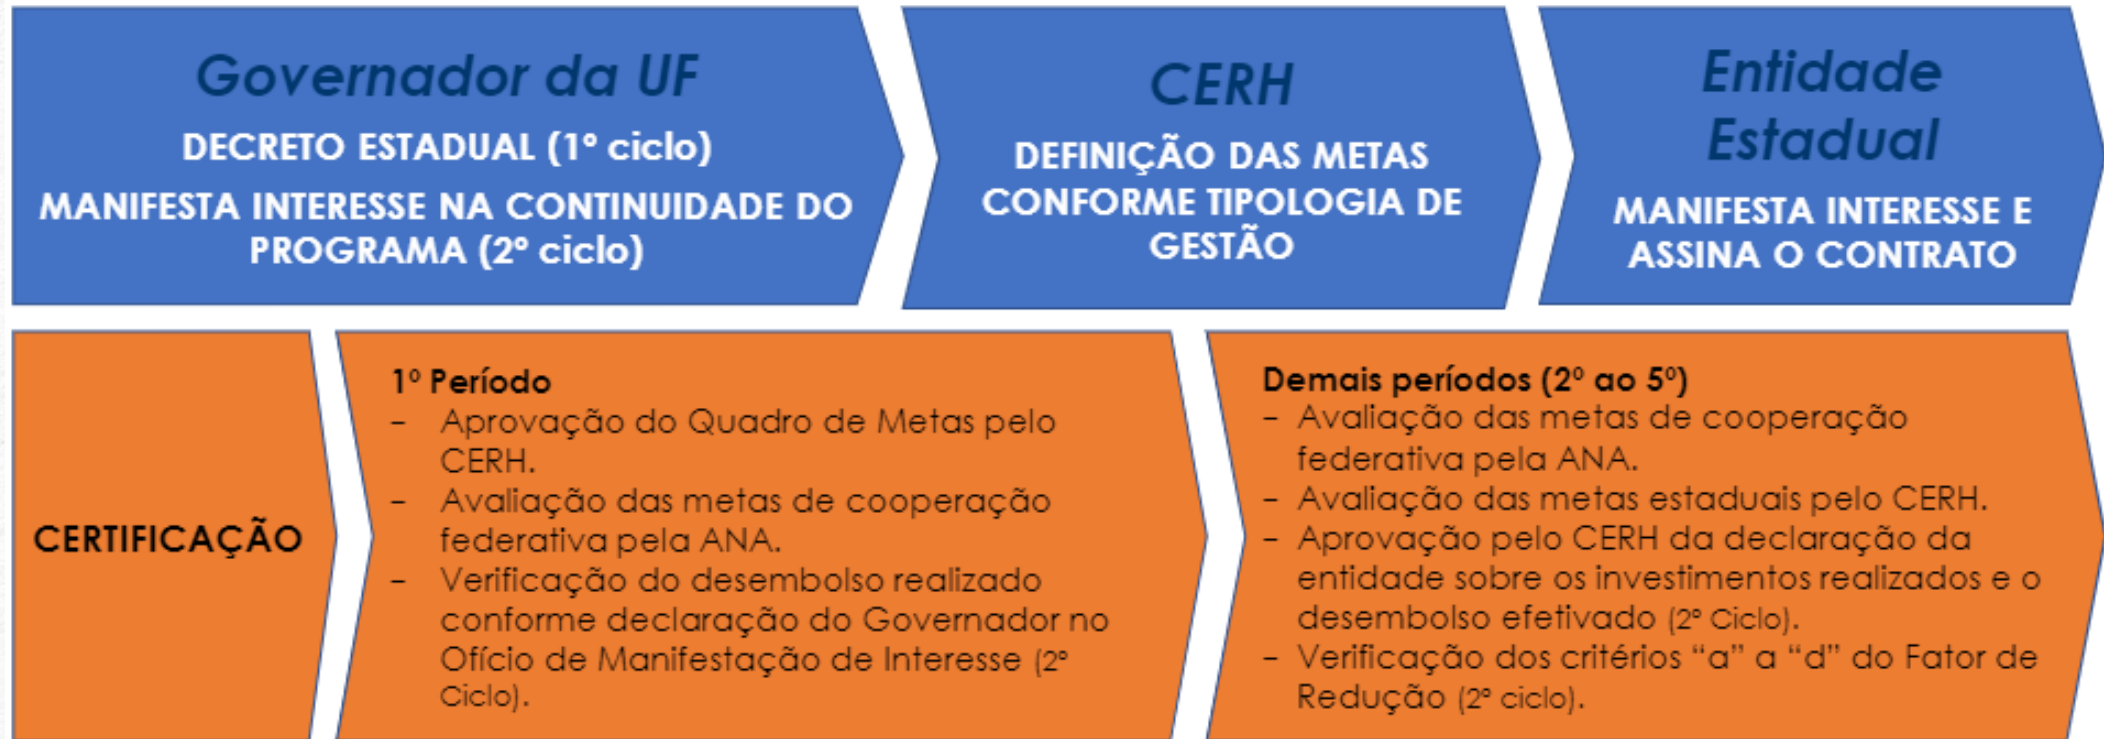 Governador da UF
DECRETO ESTADUAL (1º ciclo)
MANIFESTA INTERESSE NA CONTINUIDADE DO
PROGRAMA (2º ciclo)
CERH
DEFINIÇÃO DAS METAS
CONFORME TIPOLOGIA DE
GESTÃO
Entidade
Estadual
MANIFESTA INTERESSE E
ASSINA O CONTRATO
CERTIFICAÇÃO
1º Período
- Aprovação do Quadro de Metas pelo
CERH.
- Avaliação das metas de cooperação
federativa pela ANA.
- Verificação do desembolso realizado
conforme declaração do Governador no
Ofício de Manifestação de Interesse (2º
Ciclo).
Demais períodos (2º ao 5º)
- Avaliação das metas de cooperação
federativa pela ANA.
- Avaliação das metas estaduais pelo CERH.
- Aprovação pelo CERH da declaração da
entidade sobre os investimentos realizados e o
desembolso efetivado (2º Ciclo).
- Verificação dos critérios “a” a “d” do Fator de
Redução (2º ciclo).